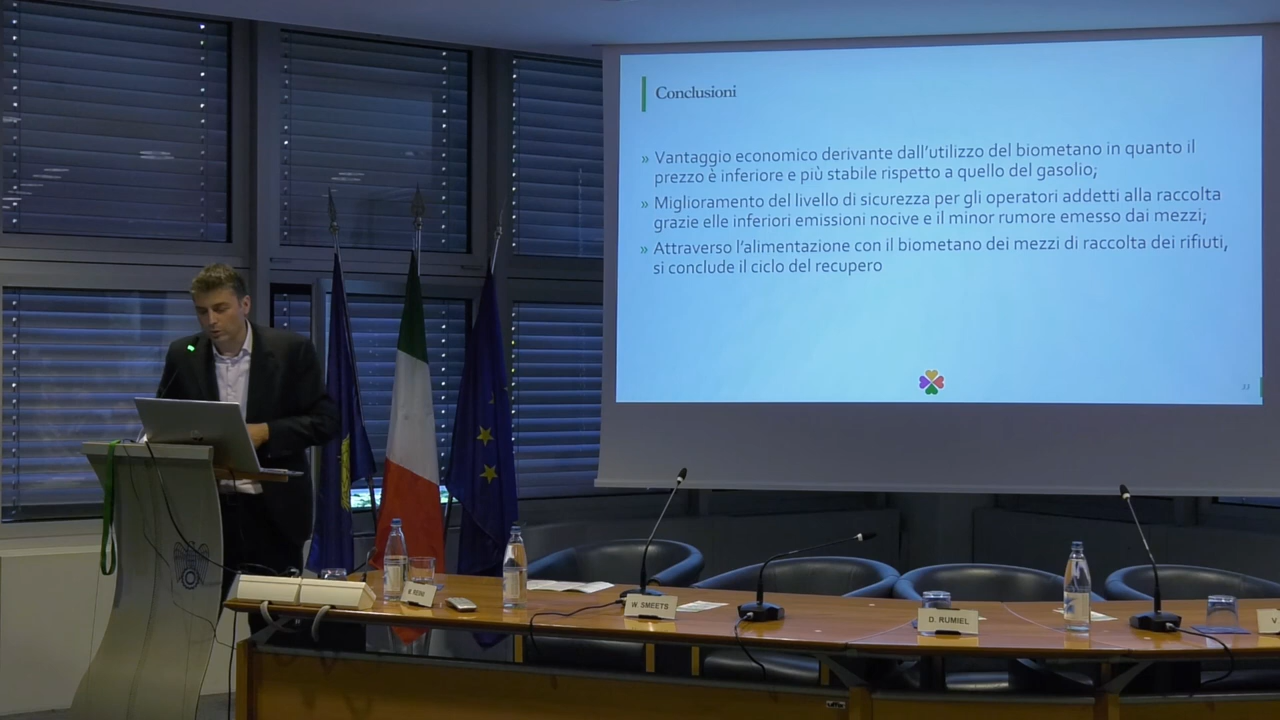 Conclusioni
» Vantaggio economico derivante dall'utilizzo del biometano in quanto il
prezzo è inferiore e più stabile rispetto a quello del gasolio;
» Miglioramento del livello di sicurezza per gli operatori addetti alla raccolta
grazie elle inferiori emissioni nocive e il minor rumore emesso dai mezzi;
» Attraverso l'alimentazione con il biometano dei mezzi di raccolta dei rifiuti,
si conclude il ciclo del recupero
W. SMEETS
D. RUMIEL
V